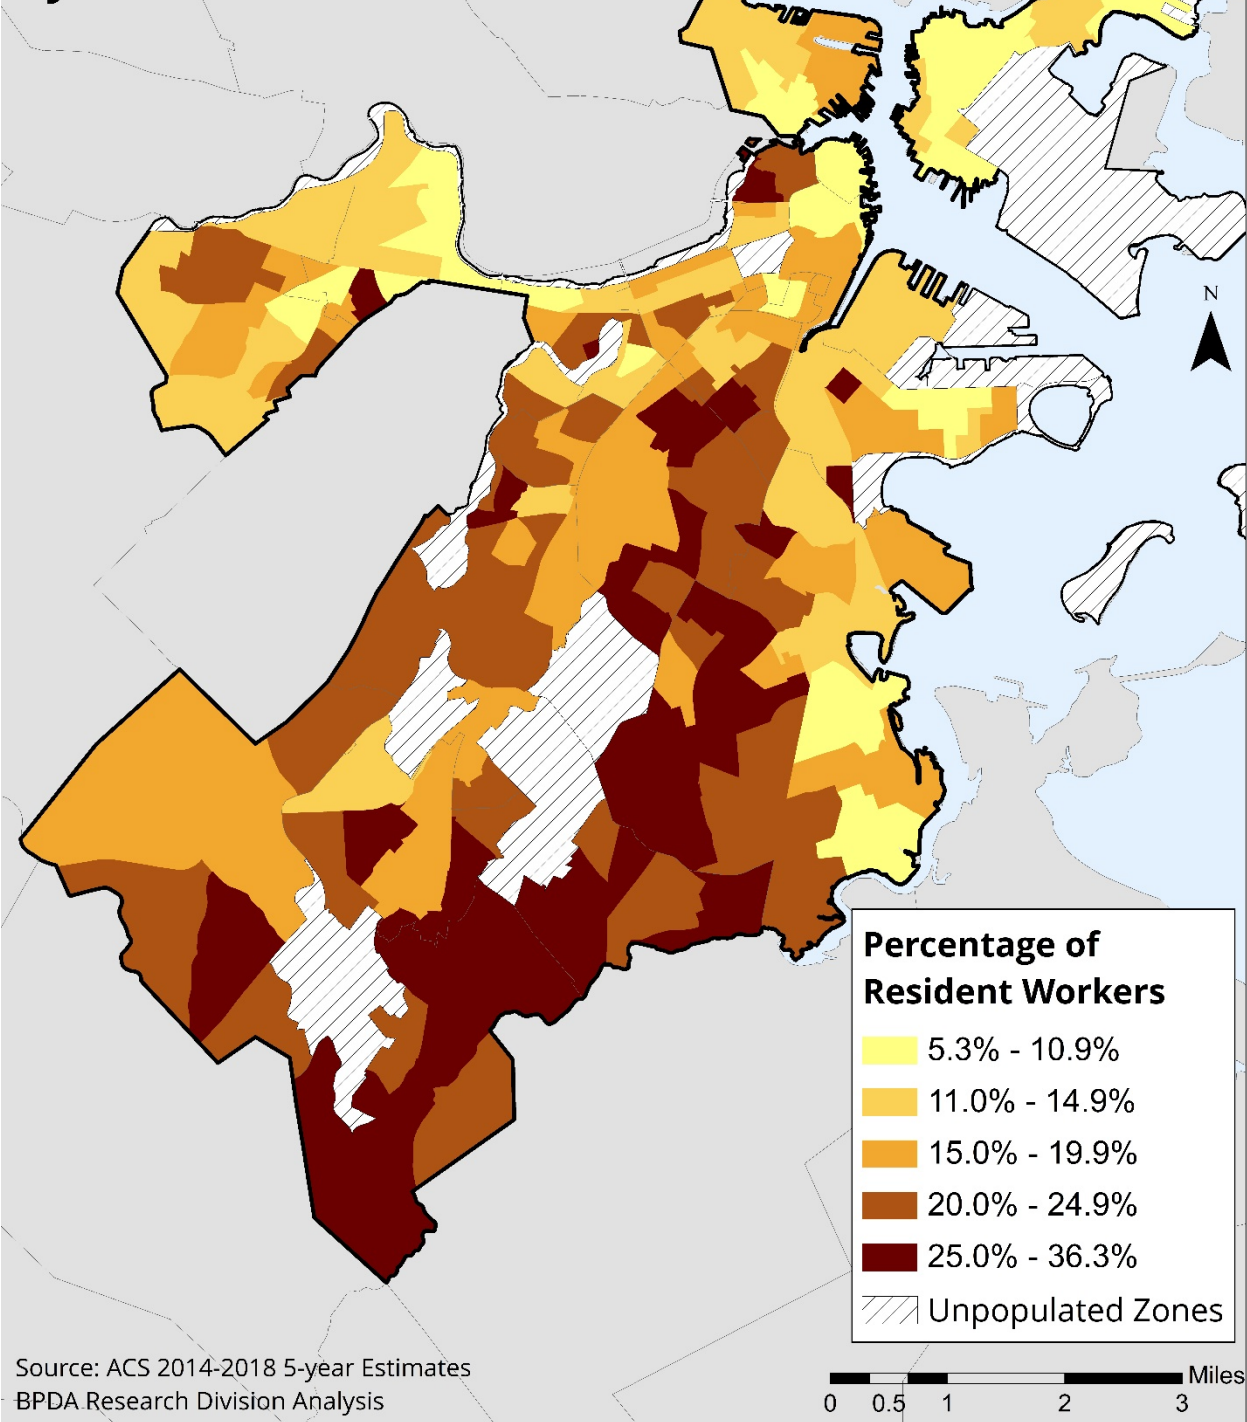 N
Percentage of
Resident Workers
5.3% - 10.9%
11.0% - 14.9%
15.0% - 19.9%
20.0% - 24.9%
25.0% - 36.3%
Unpopulated Zones
Source: ACS 2014-2018 5-year Estimates
BPDA Research Division Analysis
Miles
0 0.5 1 2 3